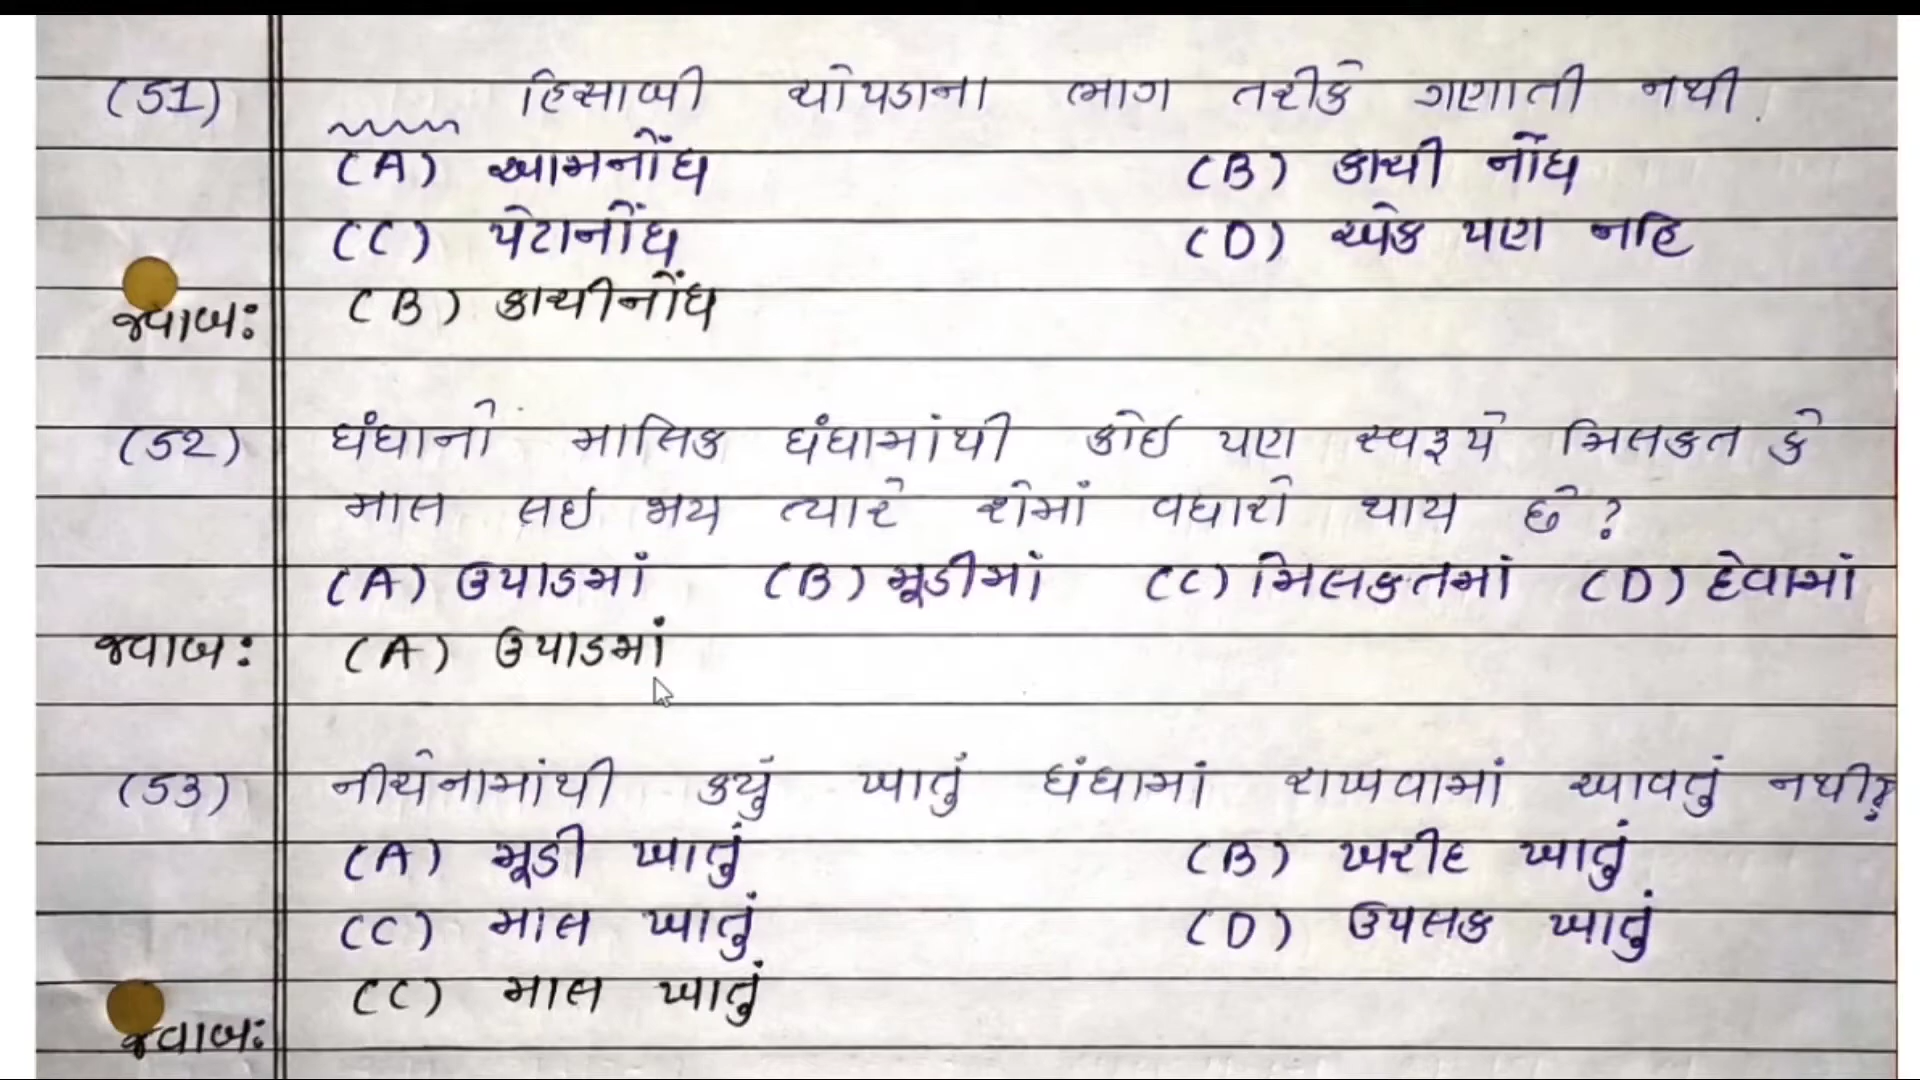 (51) ~~~~ હિસાબી ચોપડાના ભાગ તરીકે ગણાતી નથી.
(A) આમનોંધ (B) કાચી નોંધ
(C) પેટાનોંધ (D) એક પણ નહિ
જવાબ: (B) કાચીનોંધ
(52) ધંધાનો માલિક ધંધામાંથી કોઈ પણ સ્વરૂપે મિલકત કે
માલ લઈ જાય ત્યારે શેમાં વધારો થાય છે ?
(A) ઉપાડમાં (B) મૂડીમાં (C) મિલકતમાં (D) દેવામાં
જવાબ: (A) ઉપાડમાં
(53) નીચેનામાંથી કયું ખાતું ધંધામાં રાખવામાં આવતું નથી?
(A) મૂડી ખાતું (B) ખરીદ ખાતું
(C) માલ ખાતું (D) ઉપલક ખાતું
જવાબ: (C) માલ ખાતું